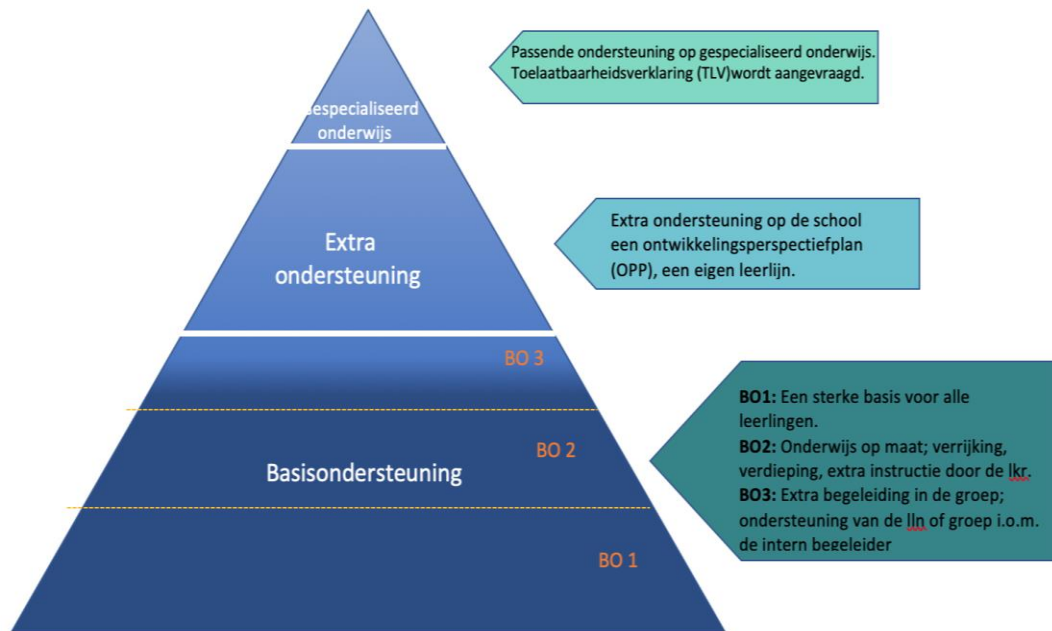 Passende ondersteuning op gespecialiseerd onderwijs.
Toelaatbaarheidsverklaring (TLV)wordt aangevraagd.
Gespecialiseerd
onderwijs
Extra ondersteuning op de school
een ontwikkelingsperspectiefplan
(OPP), een eigen leerlijn.
Extra
ondersteuning
BO 3
BO1: Een sterke basis voor alle
leerlingen.
BO2: Onderwijs op maat; verrijking,
verdieping, extra instructie door de lkr.
BO3: Extra begeleiding in de groep;
ondersteuning van de lln of groep i.o.m.
de intern begeleider
BO 2
Basisondersteuning
BO 1